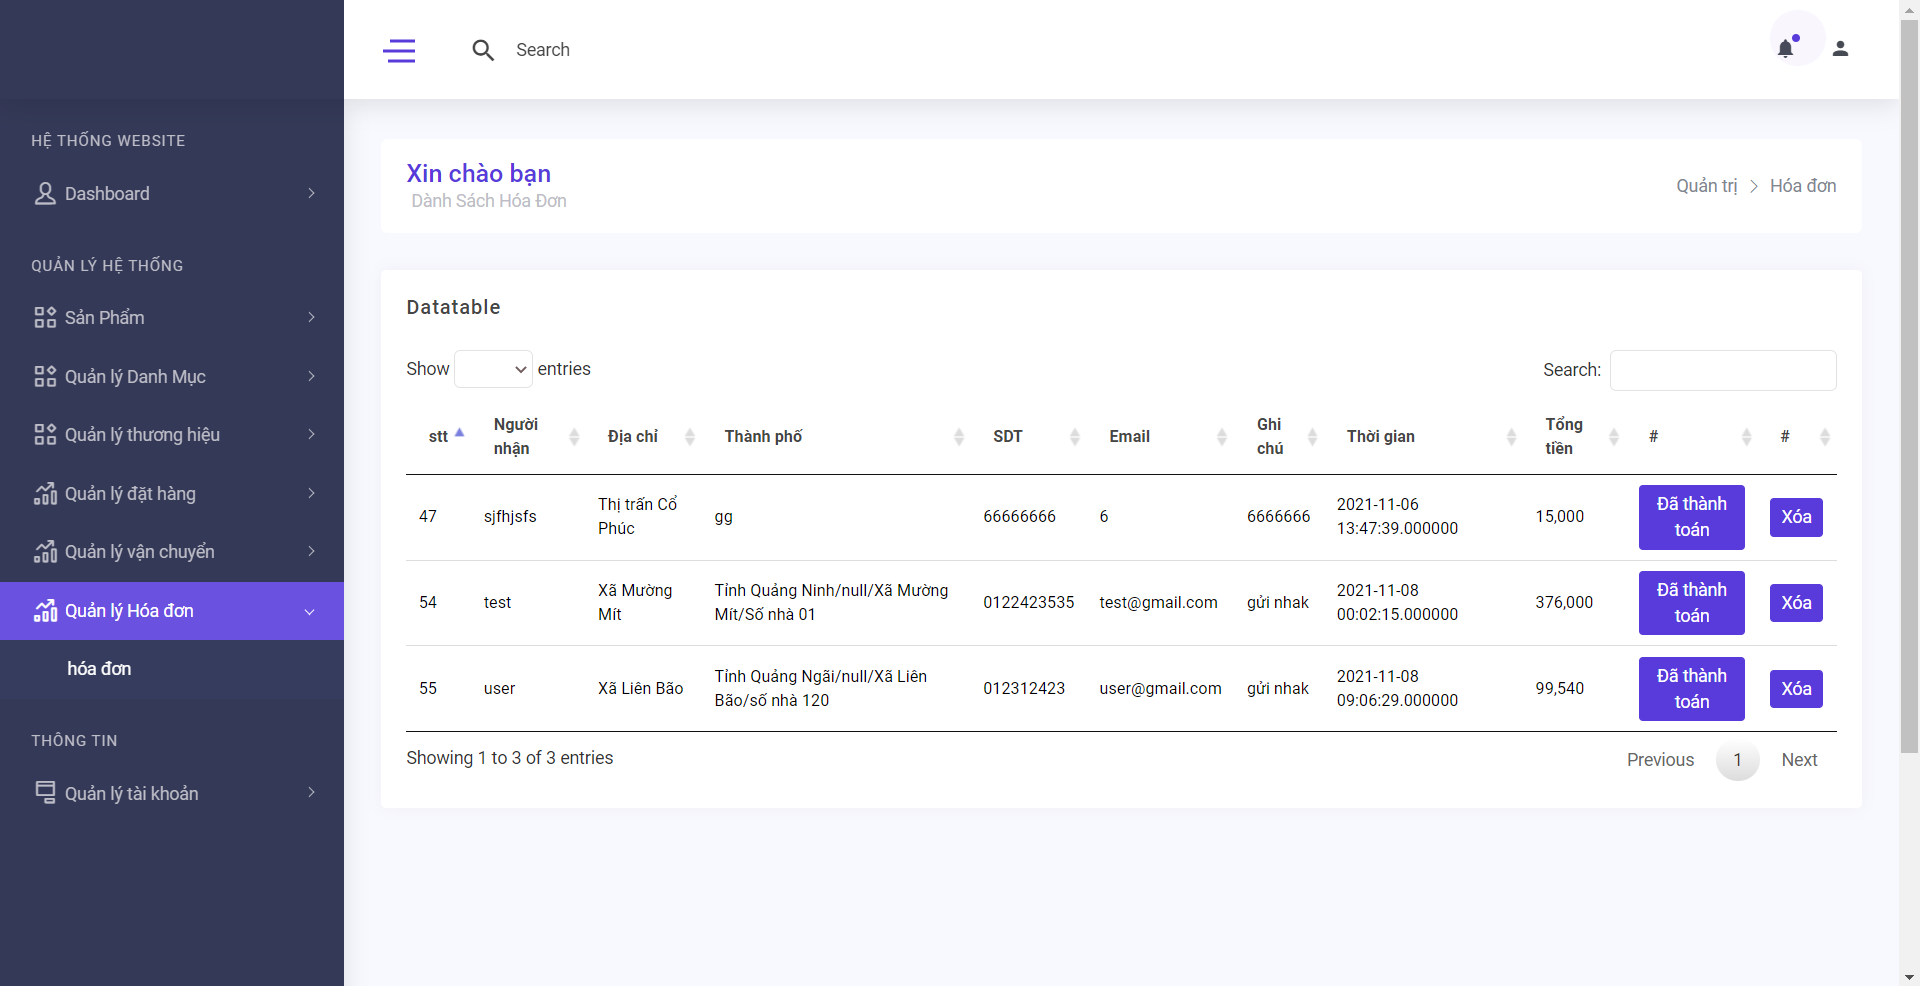 Search
HỆ THỐNG WEBSITE
Dashboard
QUẢN LÝ HỆ THỐNG
Sản Phẩm
Quản lý Danh Mục
Quản lý thương hiệu
Quản lý đặt hàng
Quản lý vận chuyển
Quản lý Hóa đơn
hóa đơn
THÔNG TIN
Quản lý tài khoản
Xin chào bạn
Dành Sách Hóa Đơn
Quản trị > Hóa đơn
Datatable
Show entries
Search:
stt Người nhận Địa chỉ Thành phố SDT Email Ghi chú Thời gian Tổng tiền # #
47 sjfhjsfs Thị trấn Cổ Phúc gg 66666666 6 6666666 2021-11-06 13:47:39.000000 15,000 Đã thành toán Xóa
54 test Xã Mường Mít Tỉnh Quảng Ninh/null/Xã Mường Mít/Số nhà 01 0122423535 test@gmail.com gửi nhak 2021-11-08 00:02:15.000000 376,000 Đã thành toán Xóa
55 user Xã Liên Bão Tỉnh Quảng Ngãi/null/Xã Liên Bão/số nhà 120 012312423 user@gmail.com gửi nhak 2021-11-08 09:06:29.000000 99,540 Đã thành toán Xóa
Showing 1 to 3 of 3 entries
Previous 1 Next